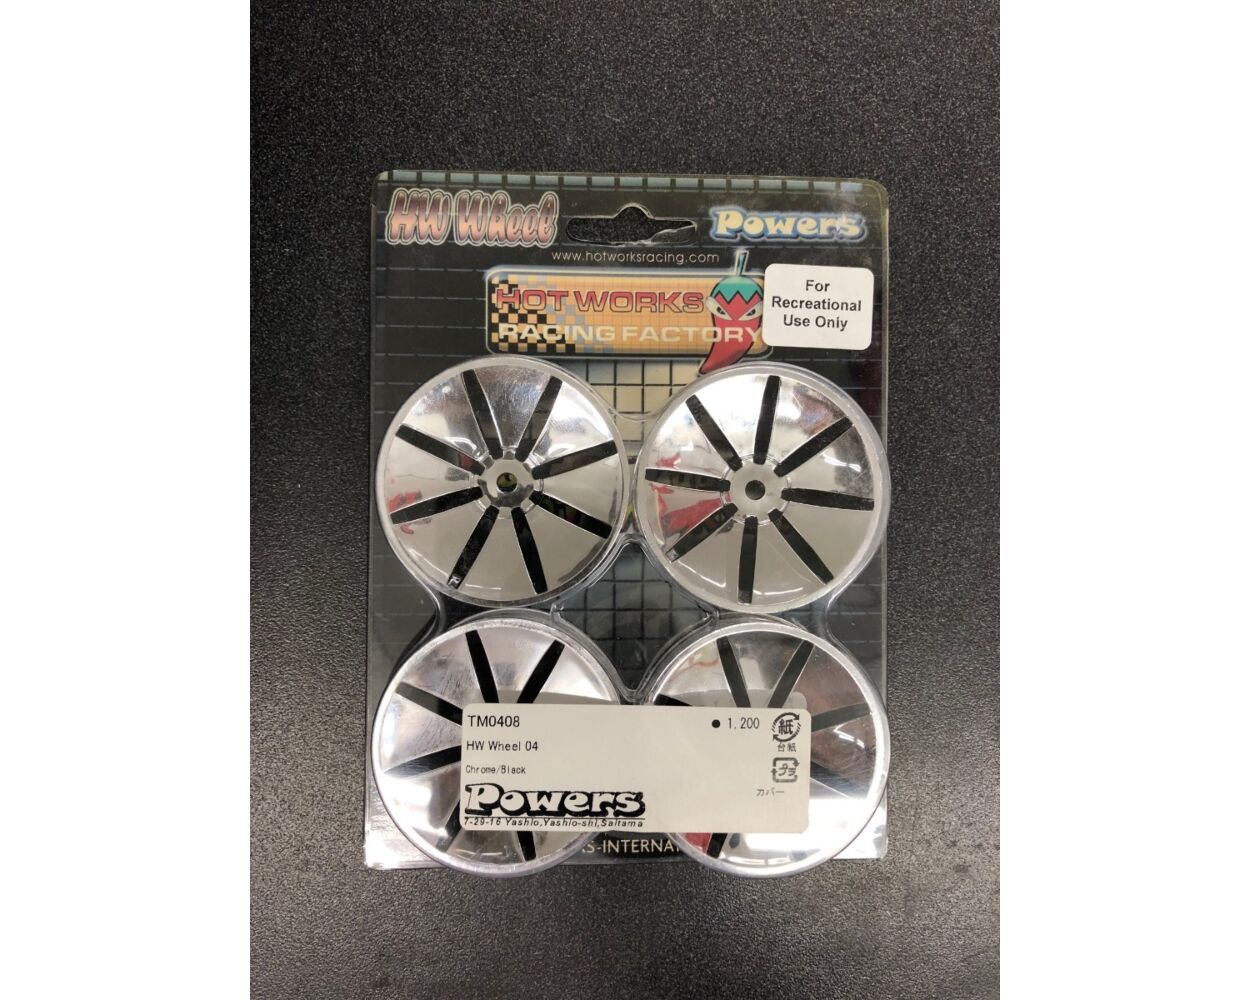 HW Wheel
Powers
www.hotworksracing.com
HOT WORKS
RACING FACTORY
For
Recreational
Use Only
TM0408
● 1,200
紙
台紙
HW Wheel 04
Chrome/Black
プラ
カバー
Powers
7-29-16 Yashio,Yashio-shi,Saitama
S-INTERNA